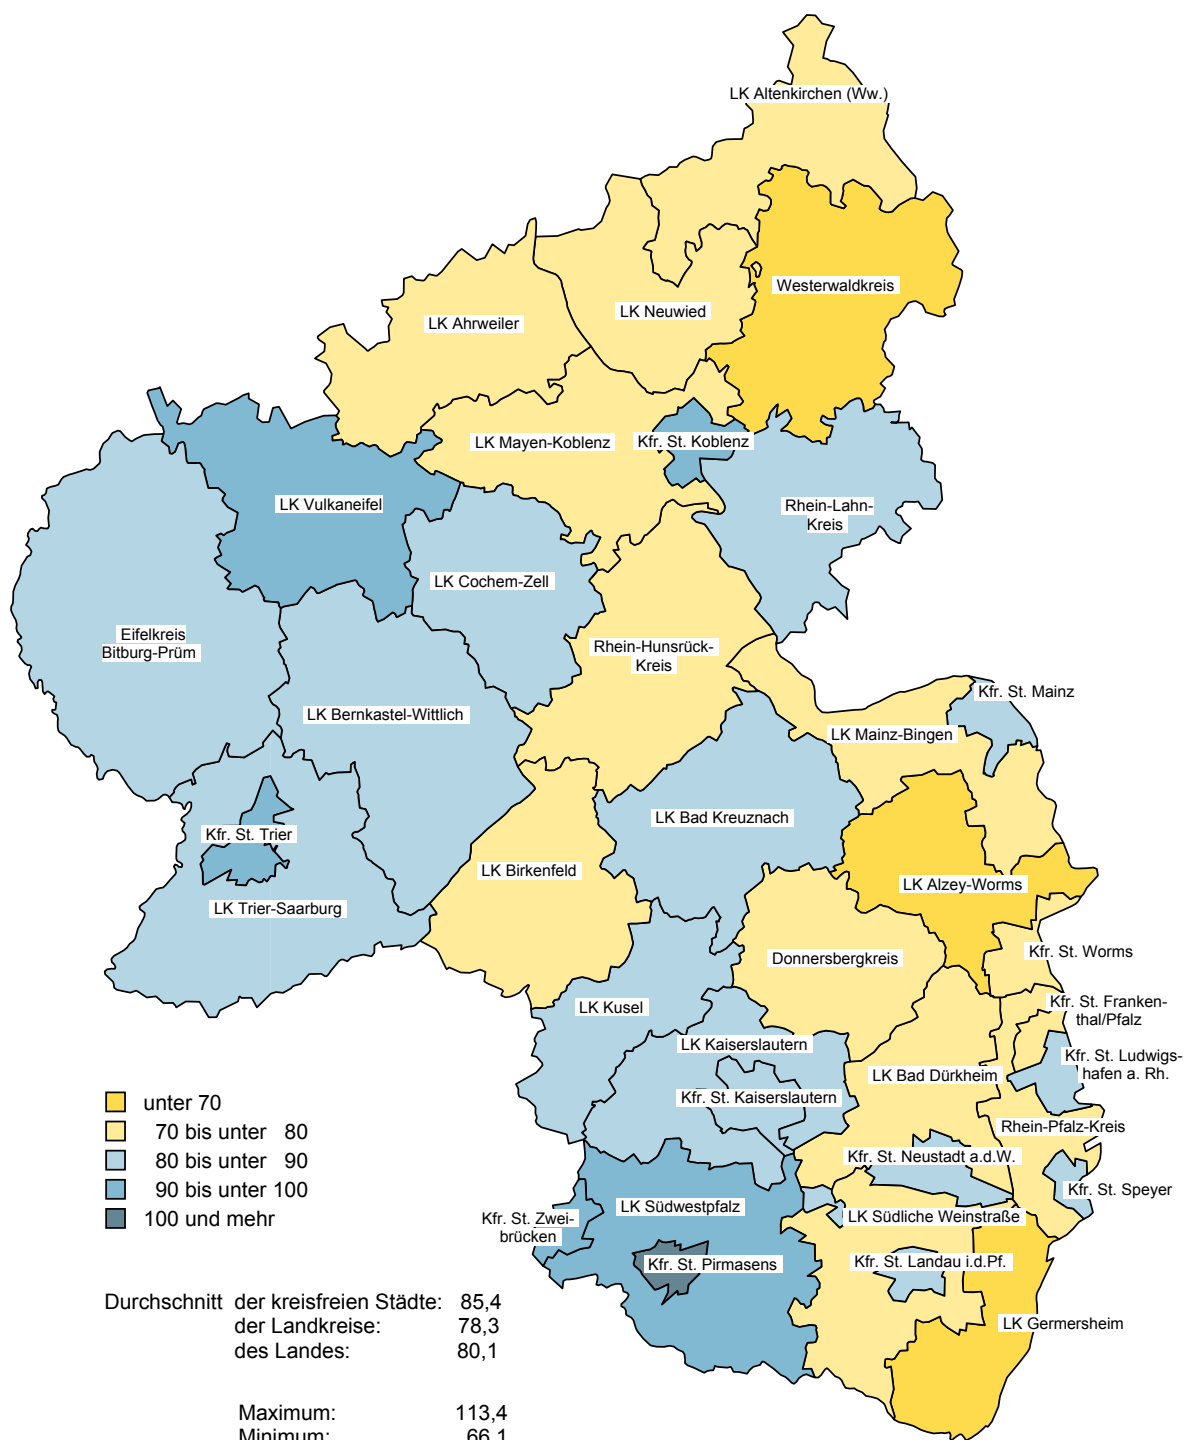 LK Altenkirchen (Ww.)
Westerwaldkreis
LK Neuwied
LK Ahrweiler
LK Mayen-Koblenz
Kfr. St. Koblenz
LK Vulkaneifel
Rhein-Lahn-
Kreis
LK Cochem-Zell
Eifelkreis
Bitburg-Prüm
Rhein-Hunsrück-
Kreis
Kfr. St. Mainz
LK Bernkastel-Wittlich
LK Mainz-Bingen
LK Bad Kreuznach
Kfr. St. Trier
LK Birkenfeld
LK Alzey-Worms
LK Trier-Saarburg
Kfr. St. Worms
Donnersbergkreis
Kfr. St. Franken-
thal/Pfalz
LK Kusel
LK Kaiserslautern
Kfr. St. Ludwigs-
hafen a. Rh.
LK Bad Dürkheim
Kfr. St. Kaiserslautern
Rhein-Pfalz-Kreis
Kfr. St. Neustadt a.d.W.
Kfr. St. Speyer
LK Südwestpfalz
LK Südliche Weinstraße
Kfr. St. Zwei-
brücken
Kfr. St. Pirmasens
Kfr. St. Landau i.d.Pf.
LK Germersheim
unter 70
70 bis unter 80
80 bis unter 90
90 bis unter 100
100 und mehr
Durchschnitt der kreisfreien Städte: 85,4
der Landkreise: 78,3
des Landes: 80,1
Maximum: 113,4
Minimum: 66,1